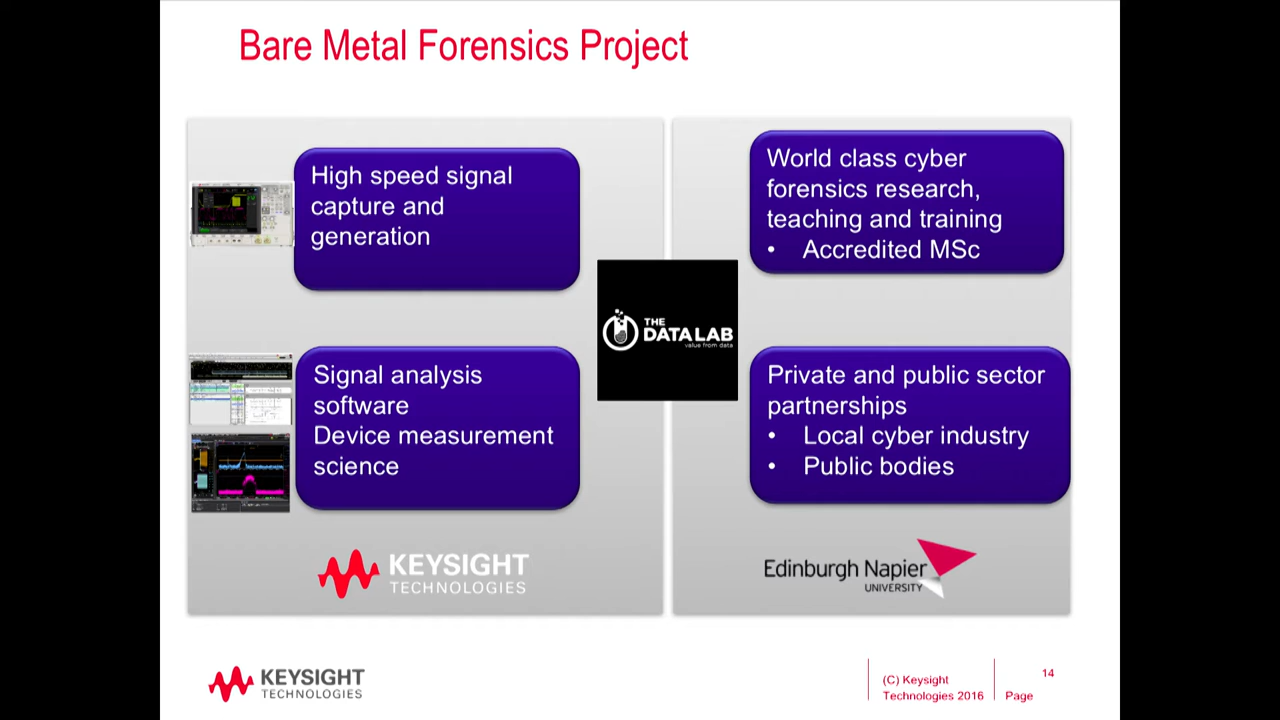 Bare Metal Forensics Project
High speed signal
capture and
generation
Signal analysis
software
Device measurement
science
KEYSIGHT
TECHNOLOGIES
THE
DATA LAB
value from data
World class cyber
forensics research,
teaching and training
• Accredited MSc
Private and public sector
partnerships
• Local cyber industry
• Public bodies
Edinburgh Napier
UNIVERSITY
KEYSIGHT
TECHNOLOGIES
(C) Keysight
Technologies 2016
14
Page